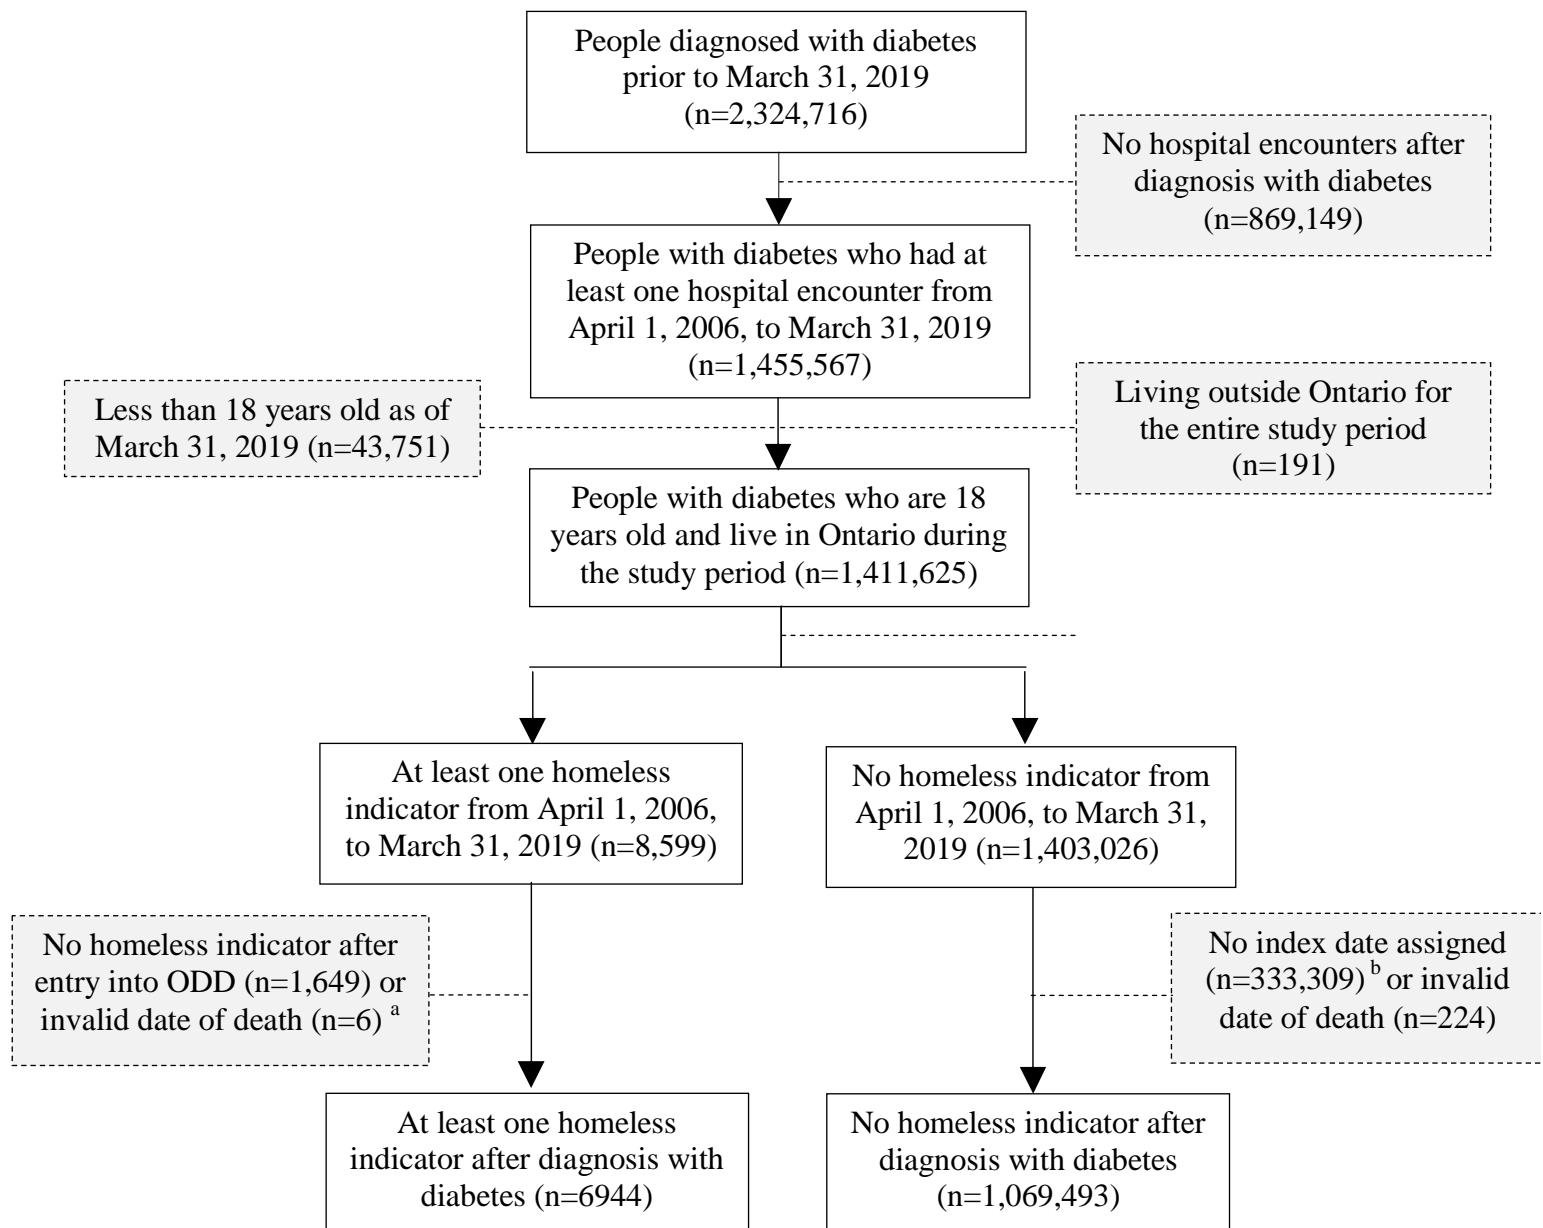 People diagnosed with diabetes
prior to March 31, 2019
(n=2,324,716)
No hospital encounters after
diagnosis with diabetes
(n=869,149)
People with diabetes who had at
least one hospital encounter from
April 1, 2006, to March 31, 2019
(n=1,455,567)
Less than 18 years old as of
March 31, 2019 (n=43,751)
Living outside Ontario for
the entire study period
(n=191)
People with diabetes who are 18
years old and live in Ontario during
the study period (n=1,411,625)
At least one homeless
indicator from April 1, 2006,
to March 31, 2019 (n=8,599)
No homeless indicator from
April 1, 2006, to March 31,
2019 (n=1,403,026)
No homeless indicator after
entry into ODD (n=1,649) or
invalid date of death (n=6) a
No index date assigned
(n=333,309) b or invalid
date of death (n=224)
At least one homeless
indicator after diagnosis with
diabetes (n=6944)
No homeless indicator after
diagnosis with diabetes
(n=1,069,493)